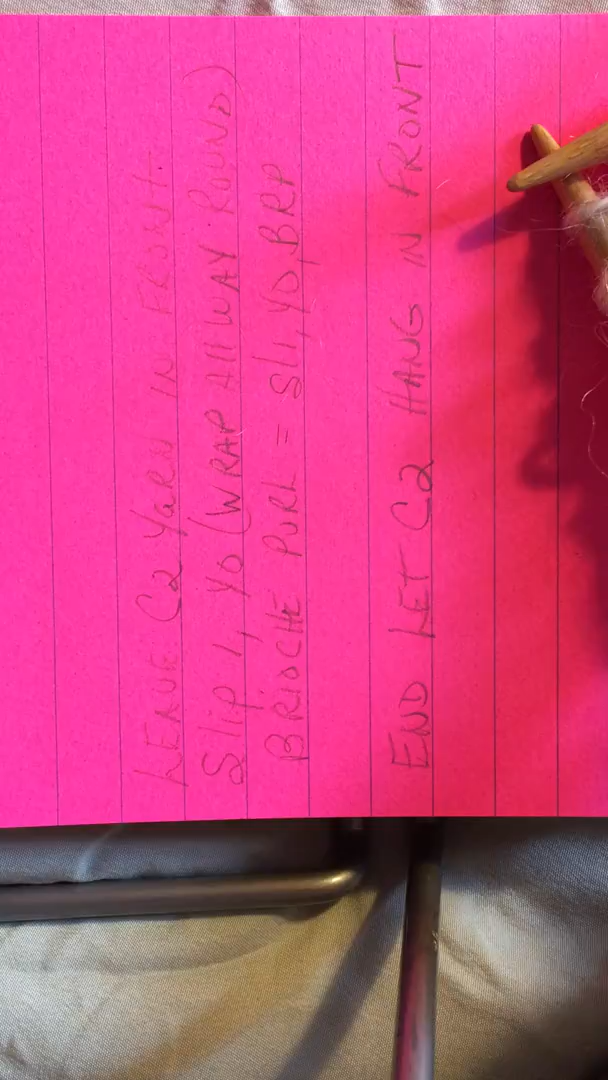 LEAVE C2 YARN IN FRONT
Slip 1, YO (WRAP All WAY ROUND)
BRIOCHE PURL = Sl1, YO, BRP
END LET C2 HANG IN FRONT